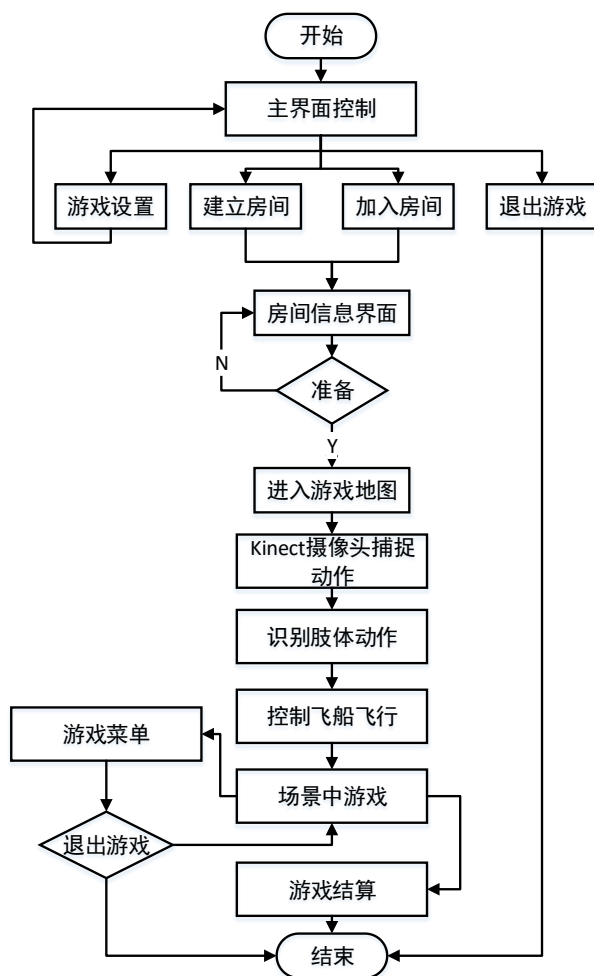 开始
主界面控制
游戏设置
建立房间
加入房间
退出游戏
房间信息界面
N
准备
Y
进入游戏地图
Kinect摄像头捕捉
动作
识别肢体动作
控制飞船飞行
游戏菜单
场景中游戏
退出游戏
游戏结算
结束